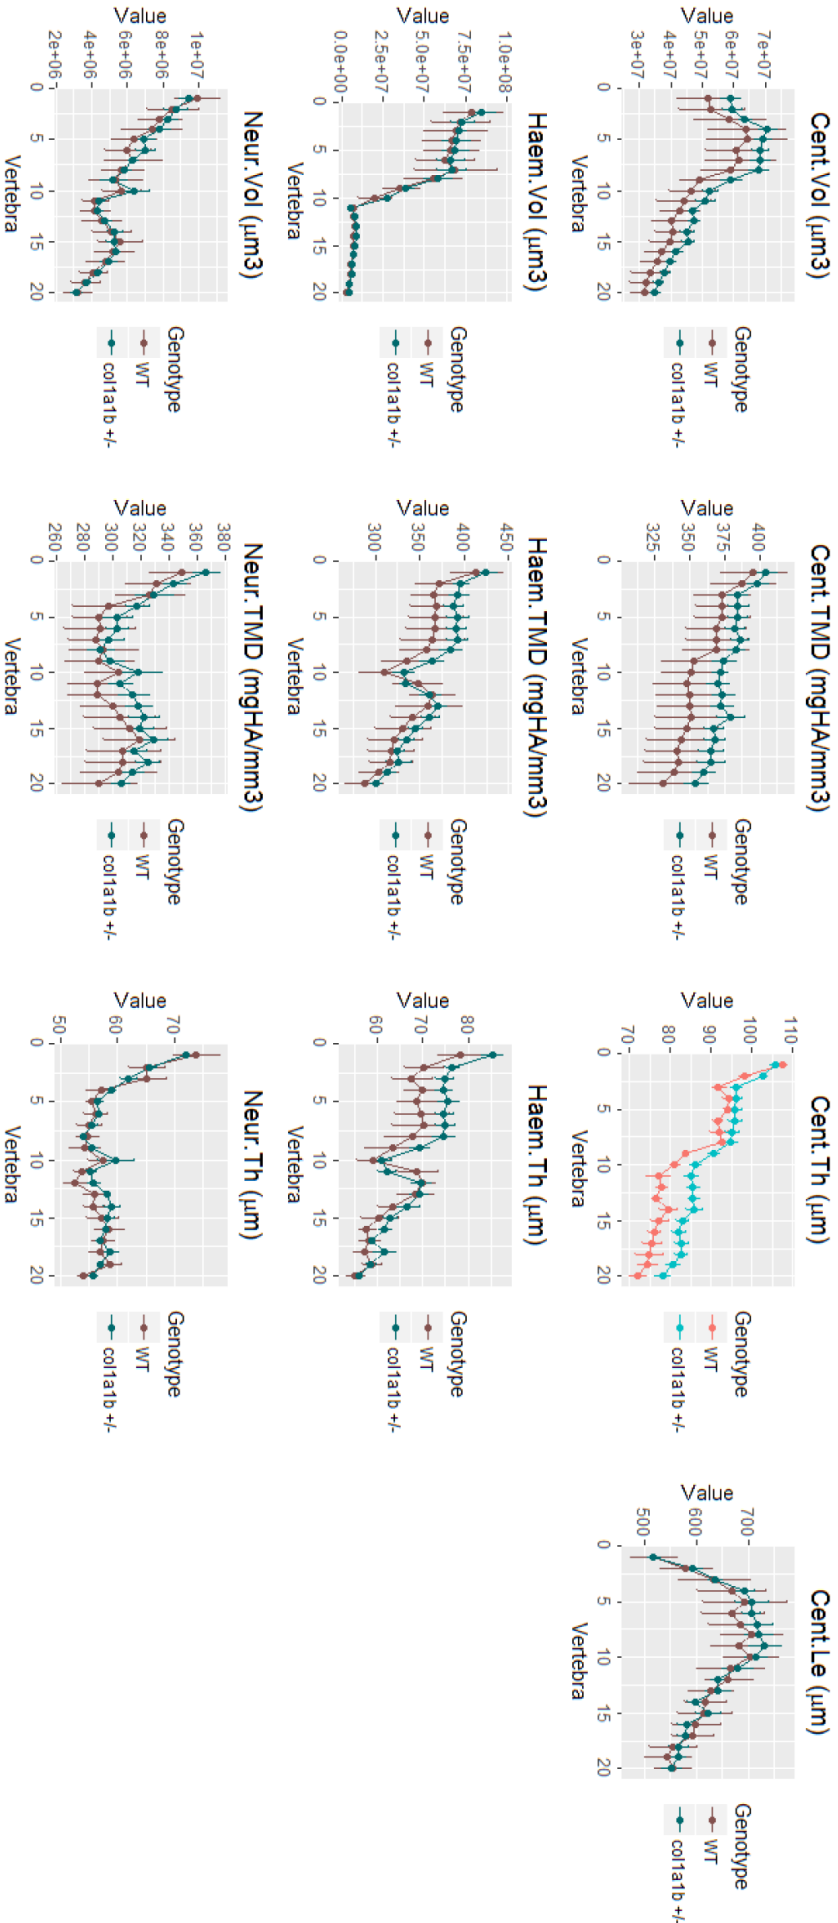 Cent.Vol (μm3)
Value
7e+07
6e+07
5e+07
4e+07
3e+07
0 5 10 15 20
Vertebra
Genotype
WT
col1a1b +/-
Cent.TMD (mgHA/mm3)
Value
400
375
350
325
0 5 10 15 20
Vertebra
Genotype
WT
col1a1b +/-
Cent.Th (μm)
Value
110
100
90
80
70
0 5 10 15 20
Vertebra
Genotype
WT
col1a1b +/-
Cent.Le (μm)
Value
700
600
500
0 5 10 15 20
Vertebra
Genotype
WT
col1a1b +/-
Haem.Vol (μm3)
Value
1.0e+08
7.5e+07
5.0e+07
2.5e+07
0.0e+00
0 5 10 15 20
Vertebra
Genotype
WT
col1a1b +/-
Haem.TMD (mgHA/mm3)
Value
450
400
350
300
0 5 10 15 20
Vertebra
Genotype
WT
col1a1b +/-
Haem.Th (μm)
Value
80
70
60
0 5 10 15 20
Vertebra
Genotype
WT
col1a1b +/-
Neur.Vol (μm3)
Value
1e+07
8e+06
6e+06
4e+06
2e+06
0 5 10 15 20
Vertebra
Genotype
WT
col1a1b +/-
Neur.TMD (mgHA/mm3)
Value
380
360
340
320
300
280
260
0 5 10 15 20
Vertebra
Genotype
WT
col1a1b +/-
Neur.Th (μm)
Value
70
60
50
0 5 10 15 20
Vertebra
Genotype
WT
col1a1b +/-